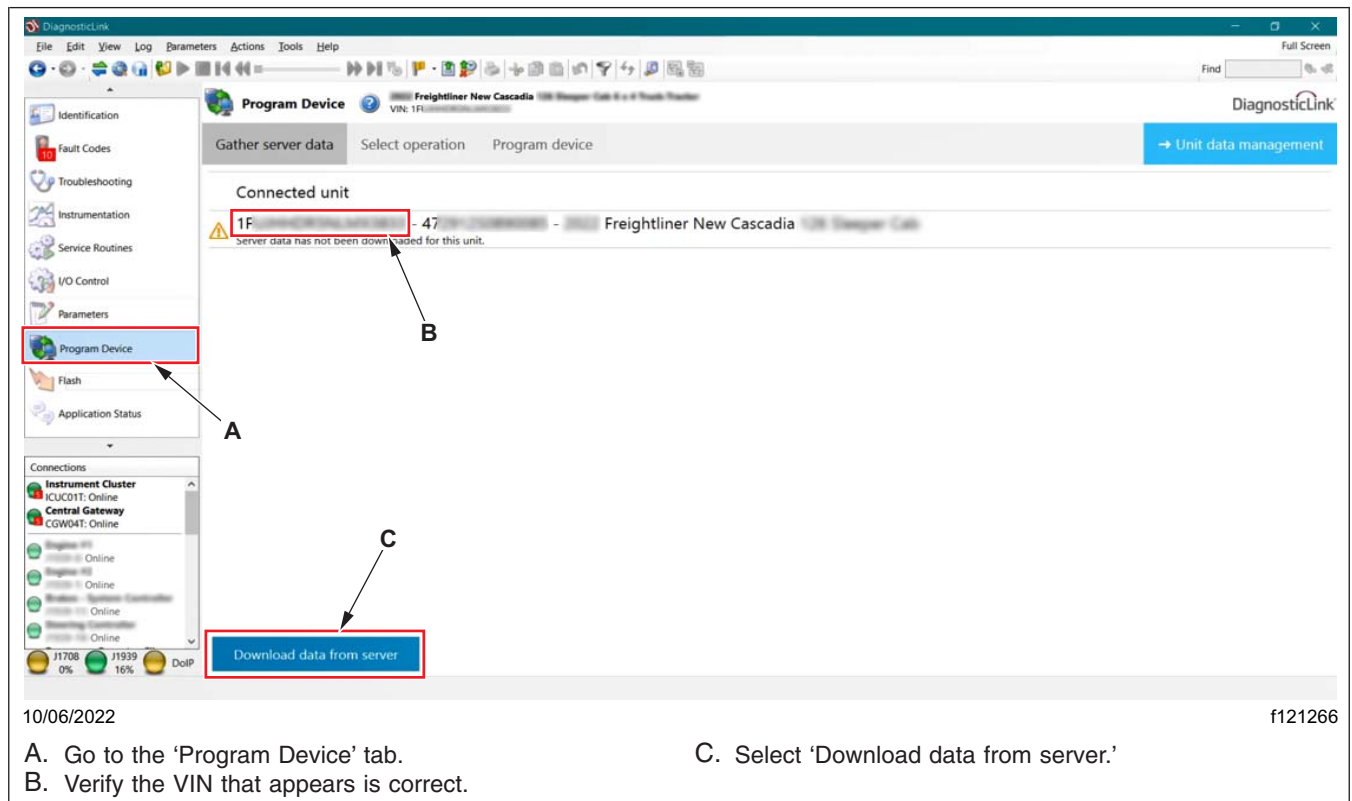 DiagnosticLink
File Edit View Log Parameters Actions Tools Help
Full Screen
Find
Identification
10
Fault Codes
Troubleshooting
Instrumentation
Service Routines
I/O Control
Parameters
Program Device
Flash
Application Status
Program Device
Freightliner New Cascadia
VIN: 1F
DiagnosticLink
Gather server data Select operation Program device
→ Unit data management
Connected unit
1F - 47 - Freightliner New Cascadia
Server data has not been downloaded for this unit.
B
A
Connections
Instrument Cluster
ICUC01T: Online
Central Gateway
CGW04T: Online
Online
Online
Online
Online
J1708 J1939 DoIP
0% 16%
C
Download data from server
10/06/2022
f121266
A. Go to the ‘Program Device’ tab.
B. Verify the VIN that appears is correct.
C. Select ‘Download data from server.’